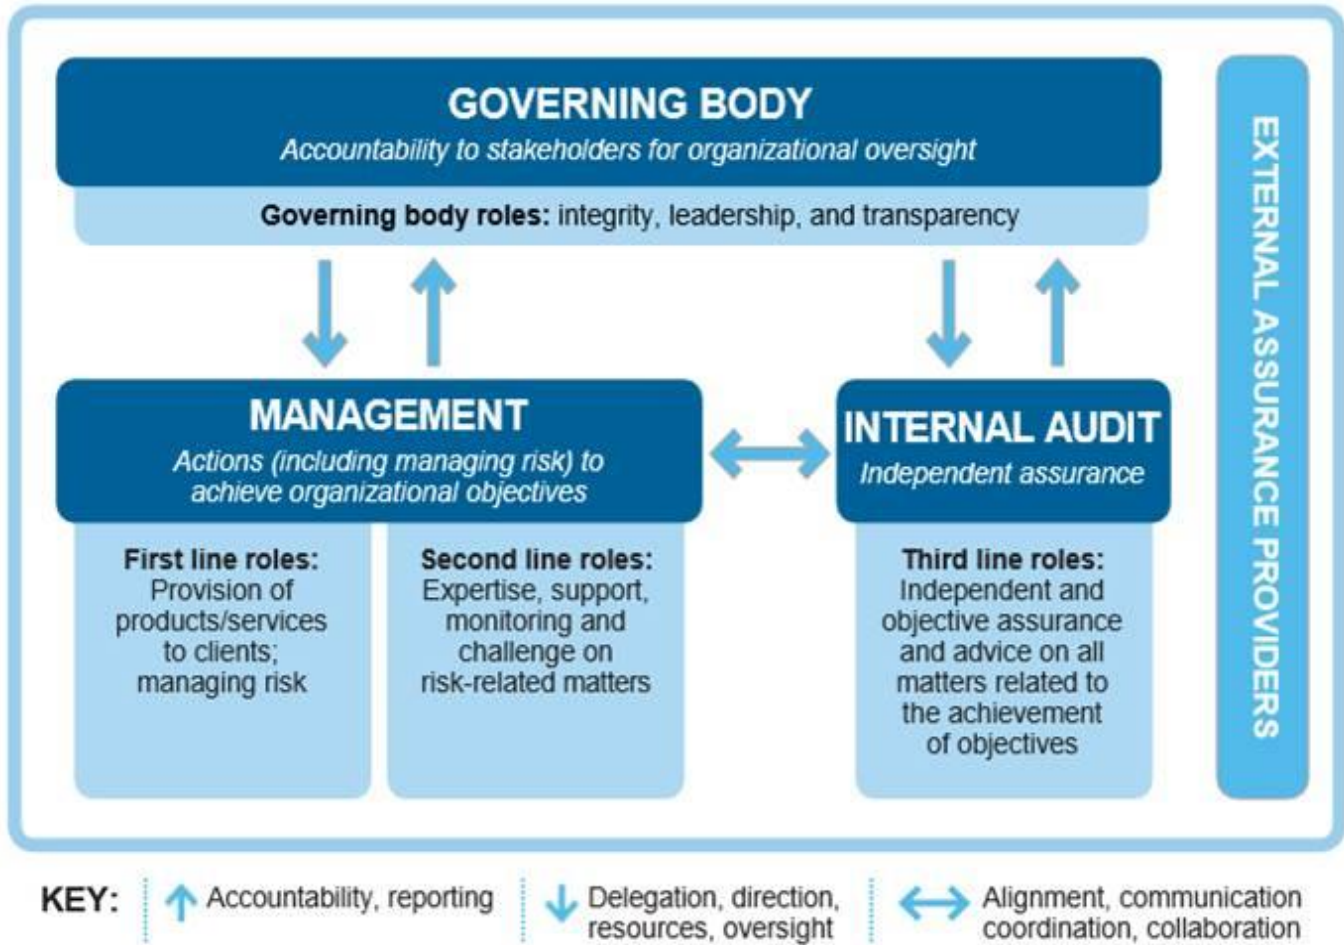 GOVERNING BODY
Accountability to stakeholders for organizational oversight
Governing body roles: integrity, leadership, and transparency
MANAGEMENT
Actions (including managing risk) to
achieve organizational objectives
First line roles:
Provision of
products/services
to clients;
managing risk
Second line roles:
Expertise, support,
monitoring and
challenge on
risk-related matters
INTERNAL AUDIT
Independent assurance
Third line roles:
Independent and
objective assurance
and advice on all
matters related to
the achievement
of objectives
EXTERNAL ASSURANCE PROVIDERS
KEY:
Accountability, reporting
Delegation, direction,
resources, oversight
Alignment, communication
coordination, collaboration